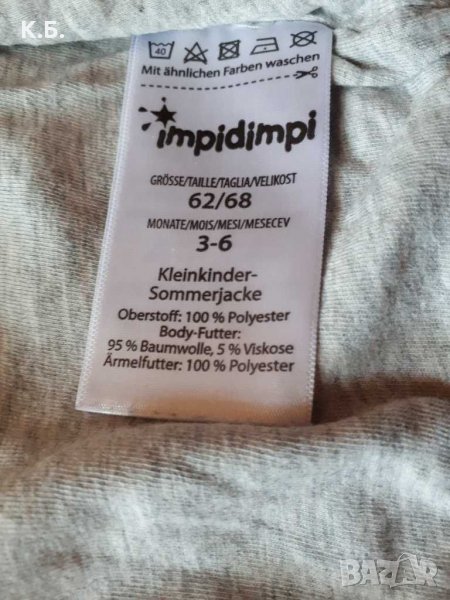 К.Б.
40
Mit ähnlichen Farben waschen
impidimpi
GRÖSSE/TAILLE/TAGLIA/VELIKOST
62/68
MONATE/MOIS/MESI/MESECEV
3-6
Kleinkinder-
Sommerjacke
Oberstoff: 100 % Polyester
Body-Futter:
95 % Baumwolle, 5 % Viskose
Ärmelfutter: 100 % Polyester
BAZAR